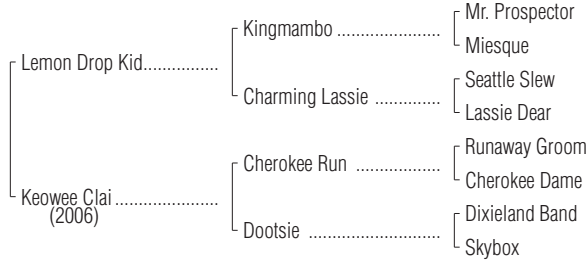 Mr. Prospector
Kingmambo ..................
Miesque
Lemon Drop Kid.............
Seattle Slew
Charming Lassie ...........
Lassie Dear
Runaway Groom
Cherokee Run ..............
Cherokee Dame
Keowee Clai ..................
(2006)
Dixieland Band
Dootsie .......................
Skybox